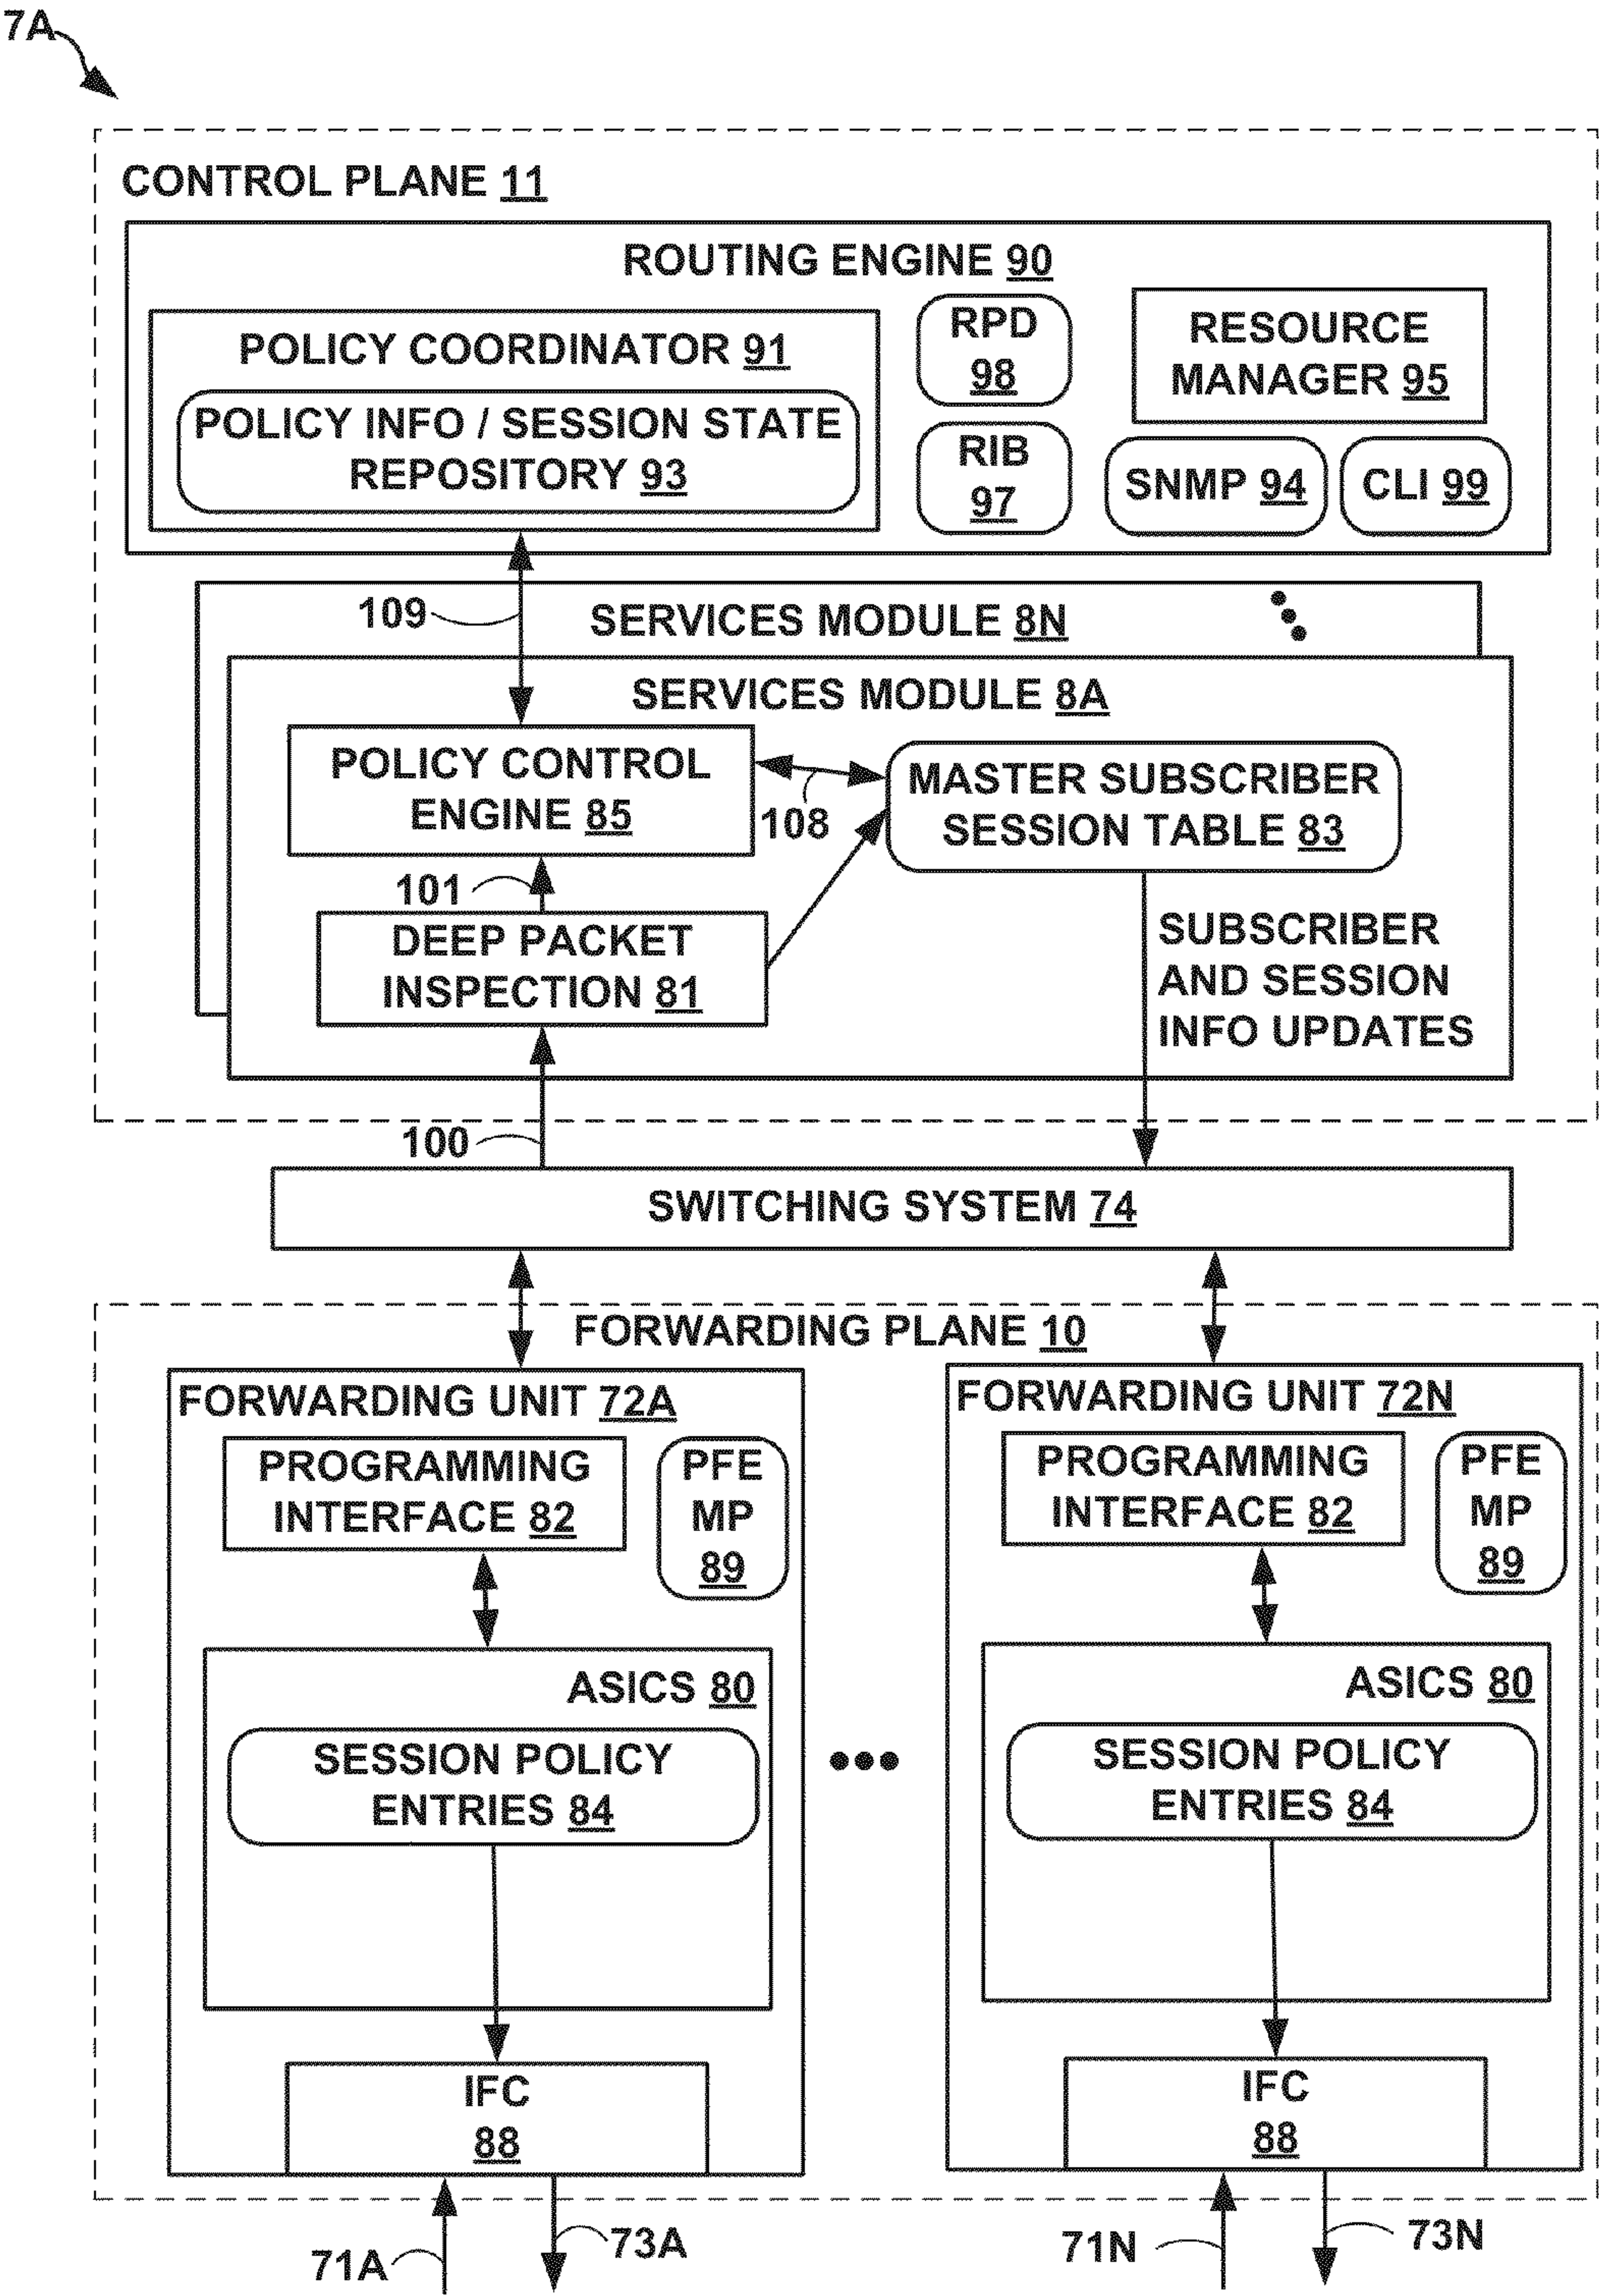 7A
CONTROL PLANE 11
ROUTING ENGINE 90
POLICY COORDINATOR 91
POLICY INFO / SESSION STATE
REPOSITORY 93
RPD
98
RIB
97
RESOURCE
MANAGER 95
SNMP 94
CLI 99
109
SERVICES MODULE 8N
SERVICES MODULE 8A
POLICY CONTROL
ENGINE 85
108
MASTER SUBSCRIBER
SESSION TABLE 83
101
DEEP PACKET
INSPECTION 81
SUBSCRIBER
AND SESSION
INFO UPDATES
100
SWITCHING SYSTEM 74
FORWARDING PLANE 10
FORWARDING UNIT 72A
PROGRAMMING
INTERFACE 82
PFE
MP
89
ASICS 80
SESSION POLICY
ENTRIES 84
IFC
88
71A
73A
FORWARDING UNIT 72N
PROGRAMMING
INTERFACE 82
PFE
MP
89
ASICS 80
SESSION POLICY
ENTRIES 84
IFC
88
71N
73N